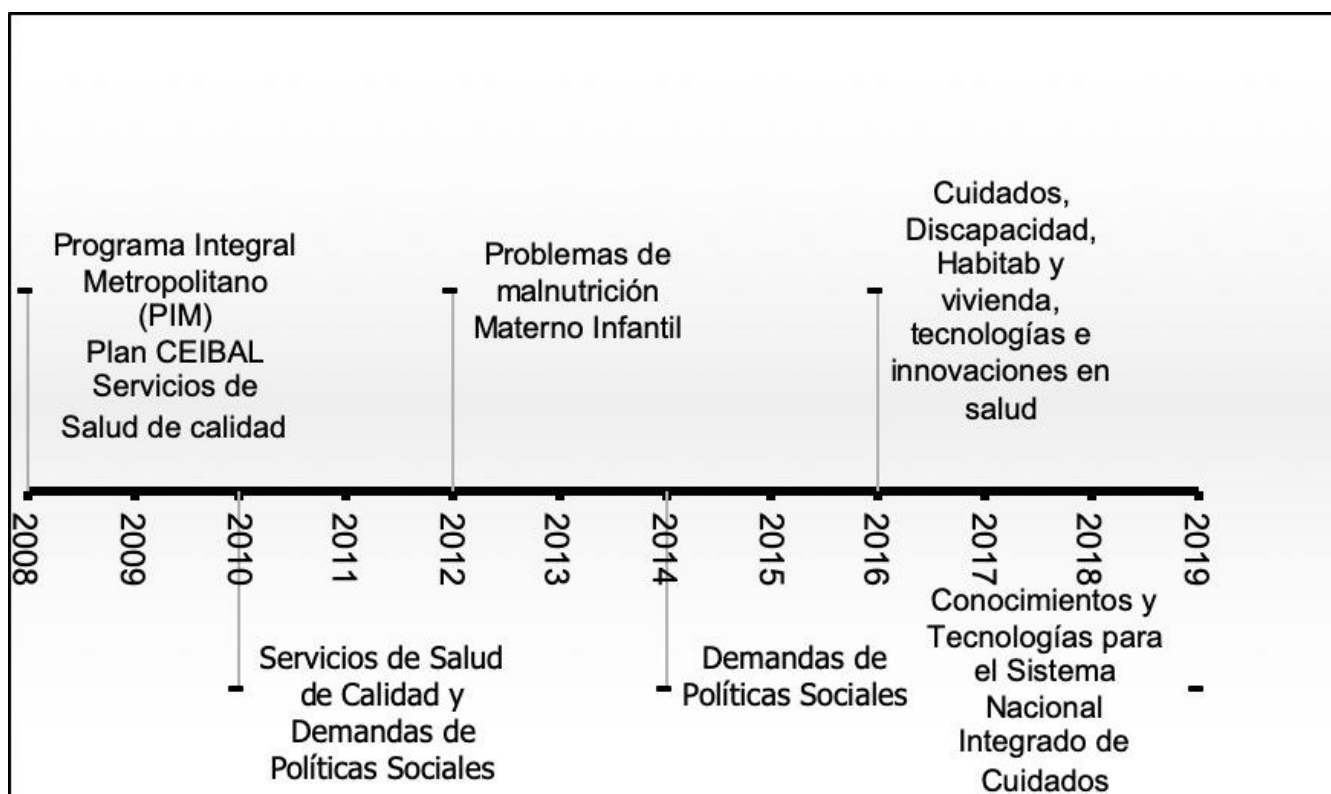 Programa Integral
Metropolitano
(PIM)
Plan CEIBAL
Servicios de
Salud de calidad
Problemas de
malnutrición
Materno Infantil
Cuidados,
Discapacidad,
Habitab y
vivienda,
tecnologías e
innovaciones en
salud
2008
2009
2010
2011
2012
2013
2014
2015
2016
2017
2018
2019
Servicios de Salud
de Calidad y
Demandas de
Políticas Sociales
Demandas de
Políticas Sociales
Conocimientos y
Tecnologías para
el Sistema
Nacional
Integrado de
Cuidados